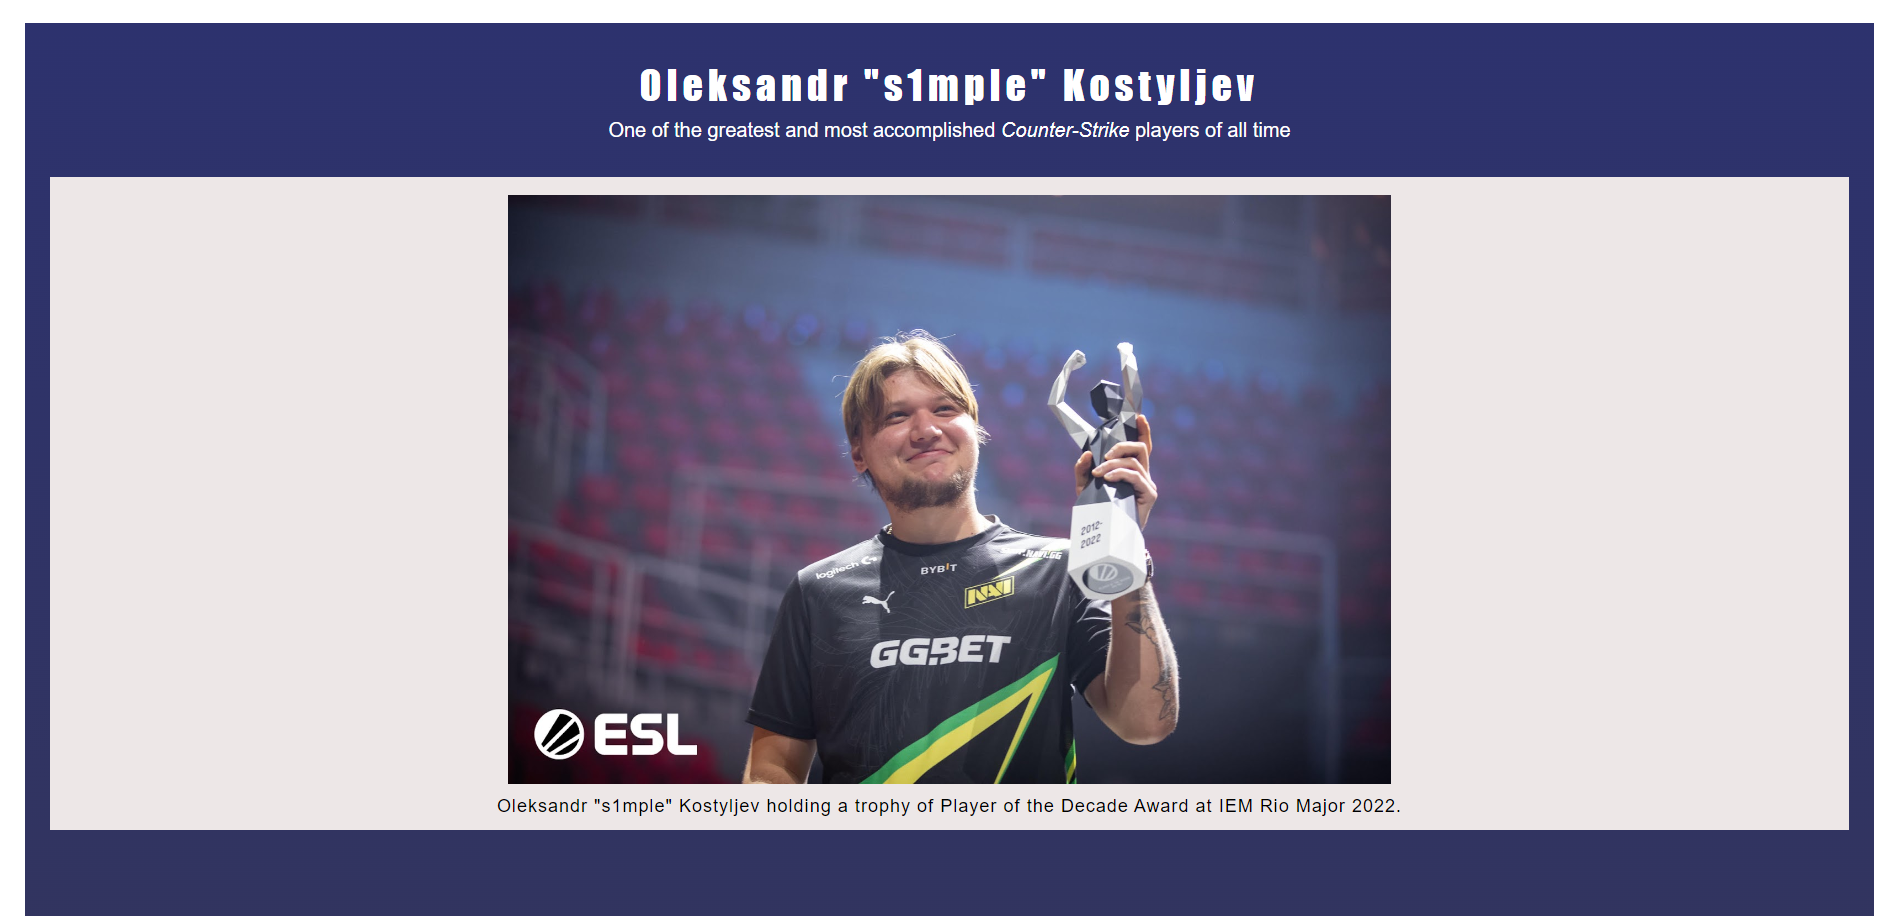 Oleksandr "s1mple" Kostyljev
One of the greatest and most accomplished Counter-Strike players of all time
2012-
2022
logitech G
BYBIT
NAVI
GGBET
ESL
Oleksandr "s1mple" Kostyljev holding a trophy of Player of the Decade Award at IEM Rio Major 2022.